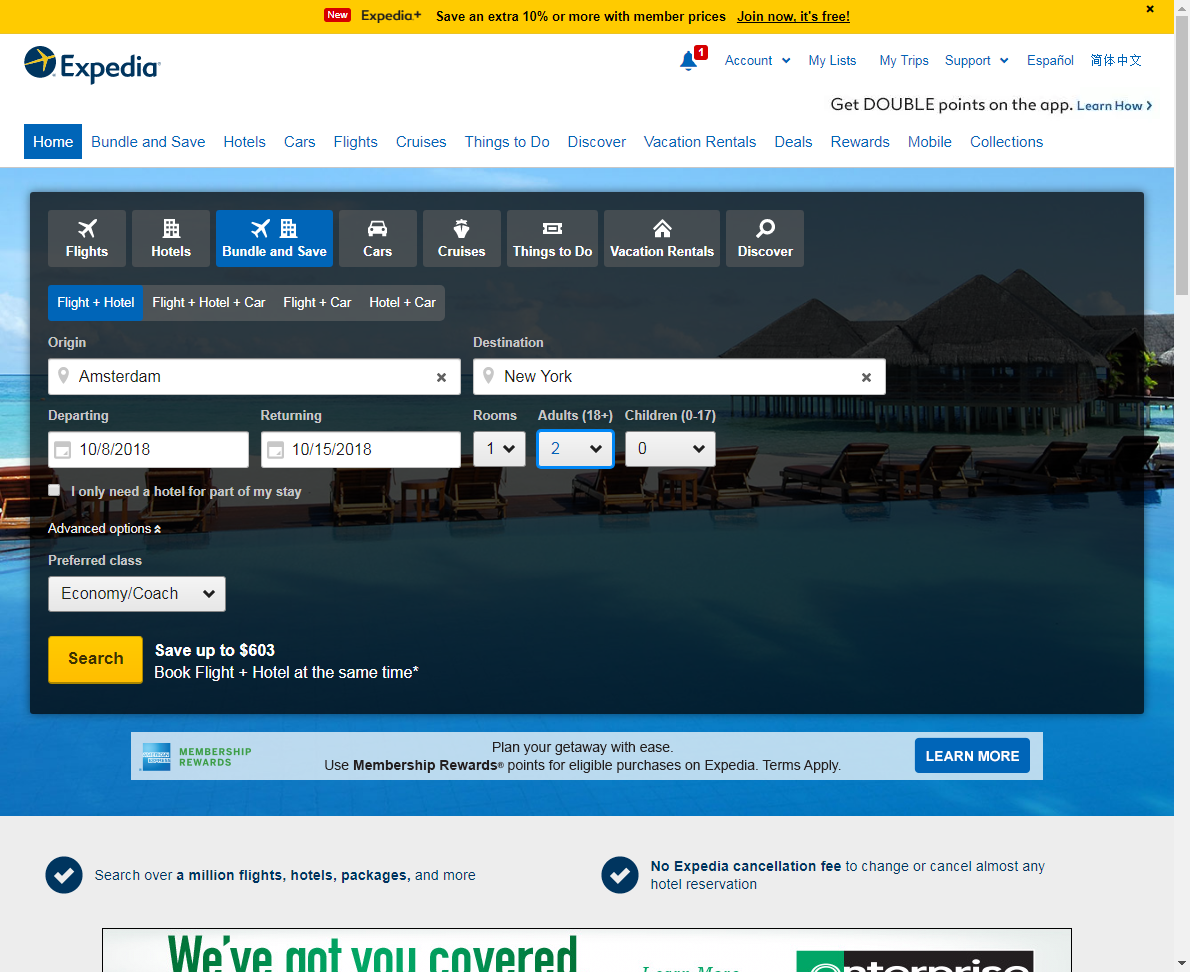 New Expedia+ Save an extra 10% or more with member prices Join now, it's free!
Expedia
1 Account My Lists My Trips Support Español 简体中文
Get DOUBLE points on the app. Learn How
Home Bundle and Save Hotels Cars Flights Cruises Things to Do Discover Vacation Rentals Deals Rewards Mobile Collections
Flights Hotels Bundle and Save Cars Cruises Things to Do Vacation Rentals Discover
Flight + Hotel Flight + Hotel + Car Flight + Car Hotel + Car
Origin Destination
Amsterdam New York
Departing Returning Rooms Adults (18+) Children (0-17)
10/8/2018 10/15/2018 1 2 0
I only need a hotel for part of my stay
Advanced options
Preferred class
Economy/Coach
Search
Save up to $603
Book Flight + Hotel at the same time*
AMERICAN EXPRESS
MEMBERSHIP
REWARDS
Plan your getaway with ease.
Use Membership Rewards® points for eligible purchases on Expedia. Terms Apply.
LEARN MORE
Search over a million flights, hotels, packages, and more
No Expedia cancellation fee to change or cancel almost any
hotel reservation
We've got you covered
Learn More
enterprise